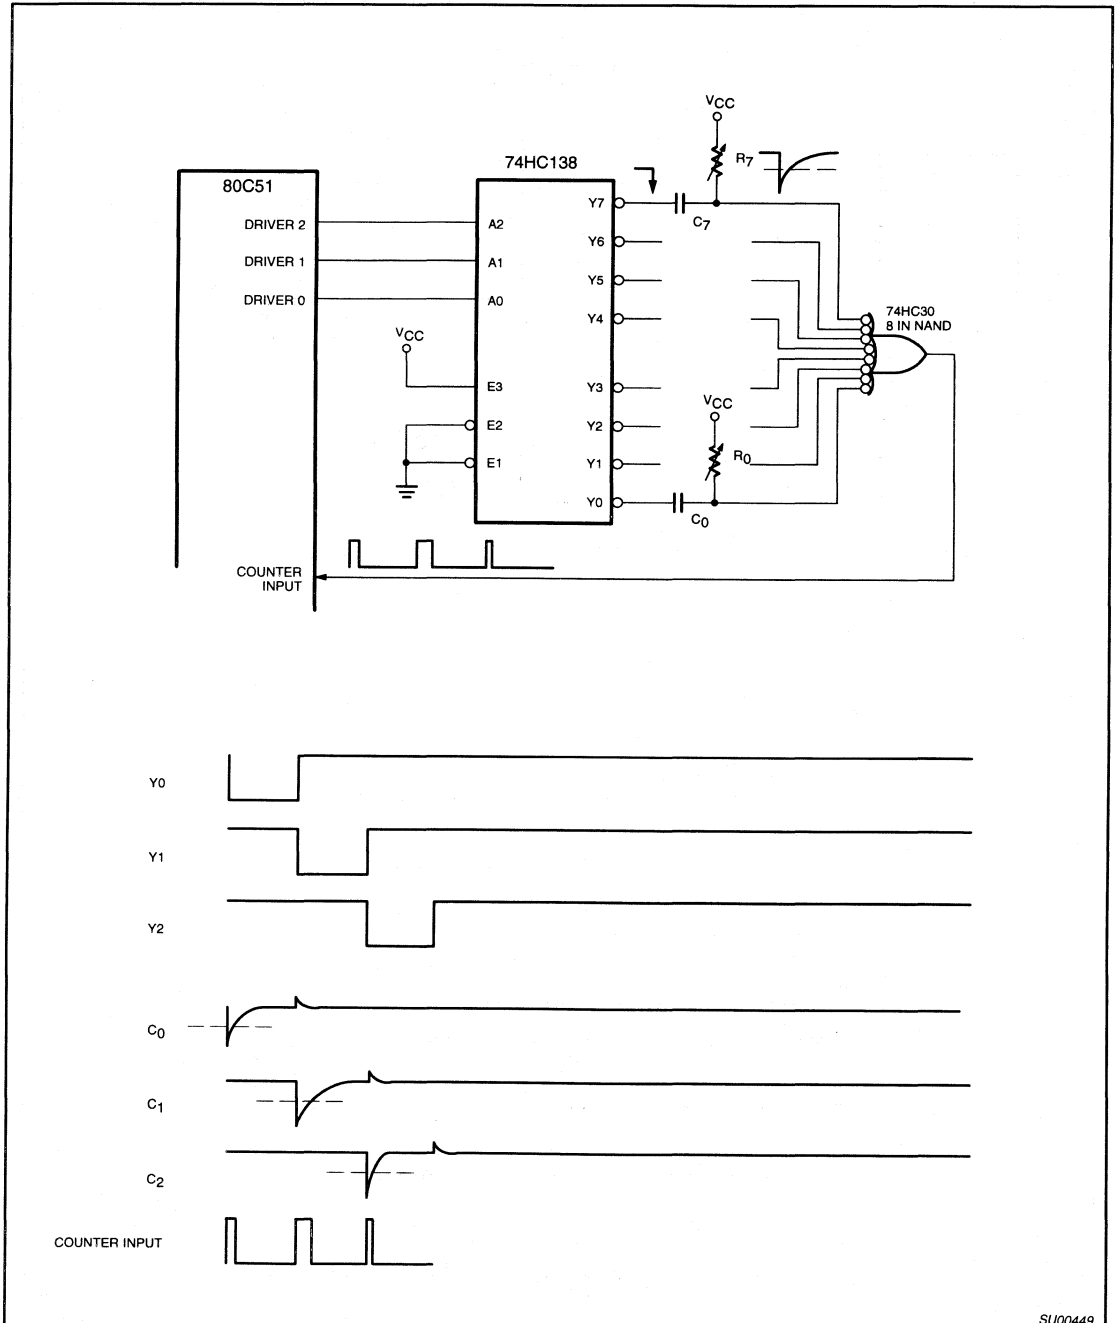 VCC
R7
74HC138
80C51
Y7
C7
DRIVER 2
A2
Y6
DRIVER 1
A1
Y5
DRIVER 0
A0
Y4
74HC30
8 IN NAND
VCC
E3
Y3
VCC
E2
Y2
R0
E1
Y1
Y0
C0
COUNTER
INPUT
Y0
Y1
Y2
C0
C1
C2
COUNTER INPUT
SU00449